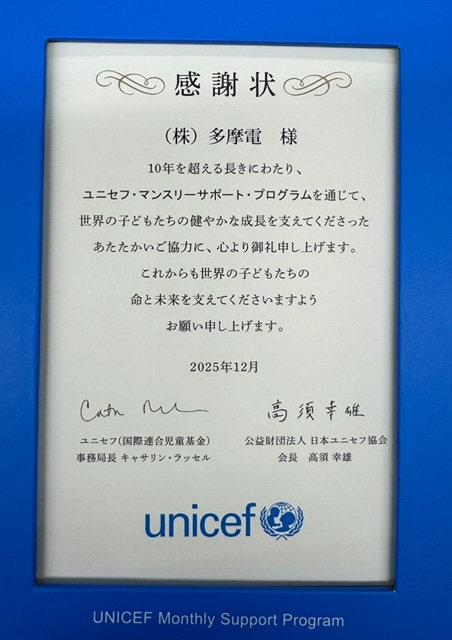 感謝状
（株）多摩電 様
10年を超える長きにわたり、
ユニセフ・マンスリーサポート・プログラムを通じて、
世界の子どもたちの健やかな成長を支えてくださった
あたたかいご協力に、心より御礼申し上げます。
これからも世界の子どもたちの
命と未来を支えてくださいますよう
お願い申し上げます。
2025年12月
高須幸雄
ユニセフ(国際連合児童基金)
事務局長 キャサリン・ラッセル
公益財団法人 日本ユニセフ協会
会長 高須 幸雄
unicef
UNICEF Monthly Support Program